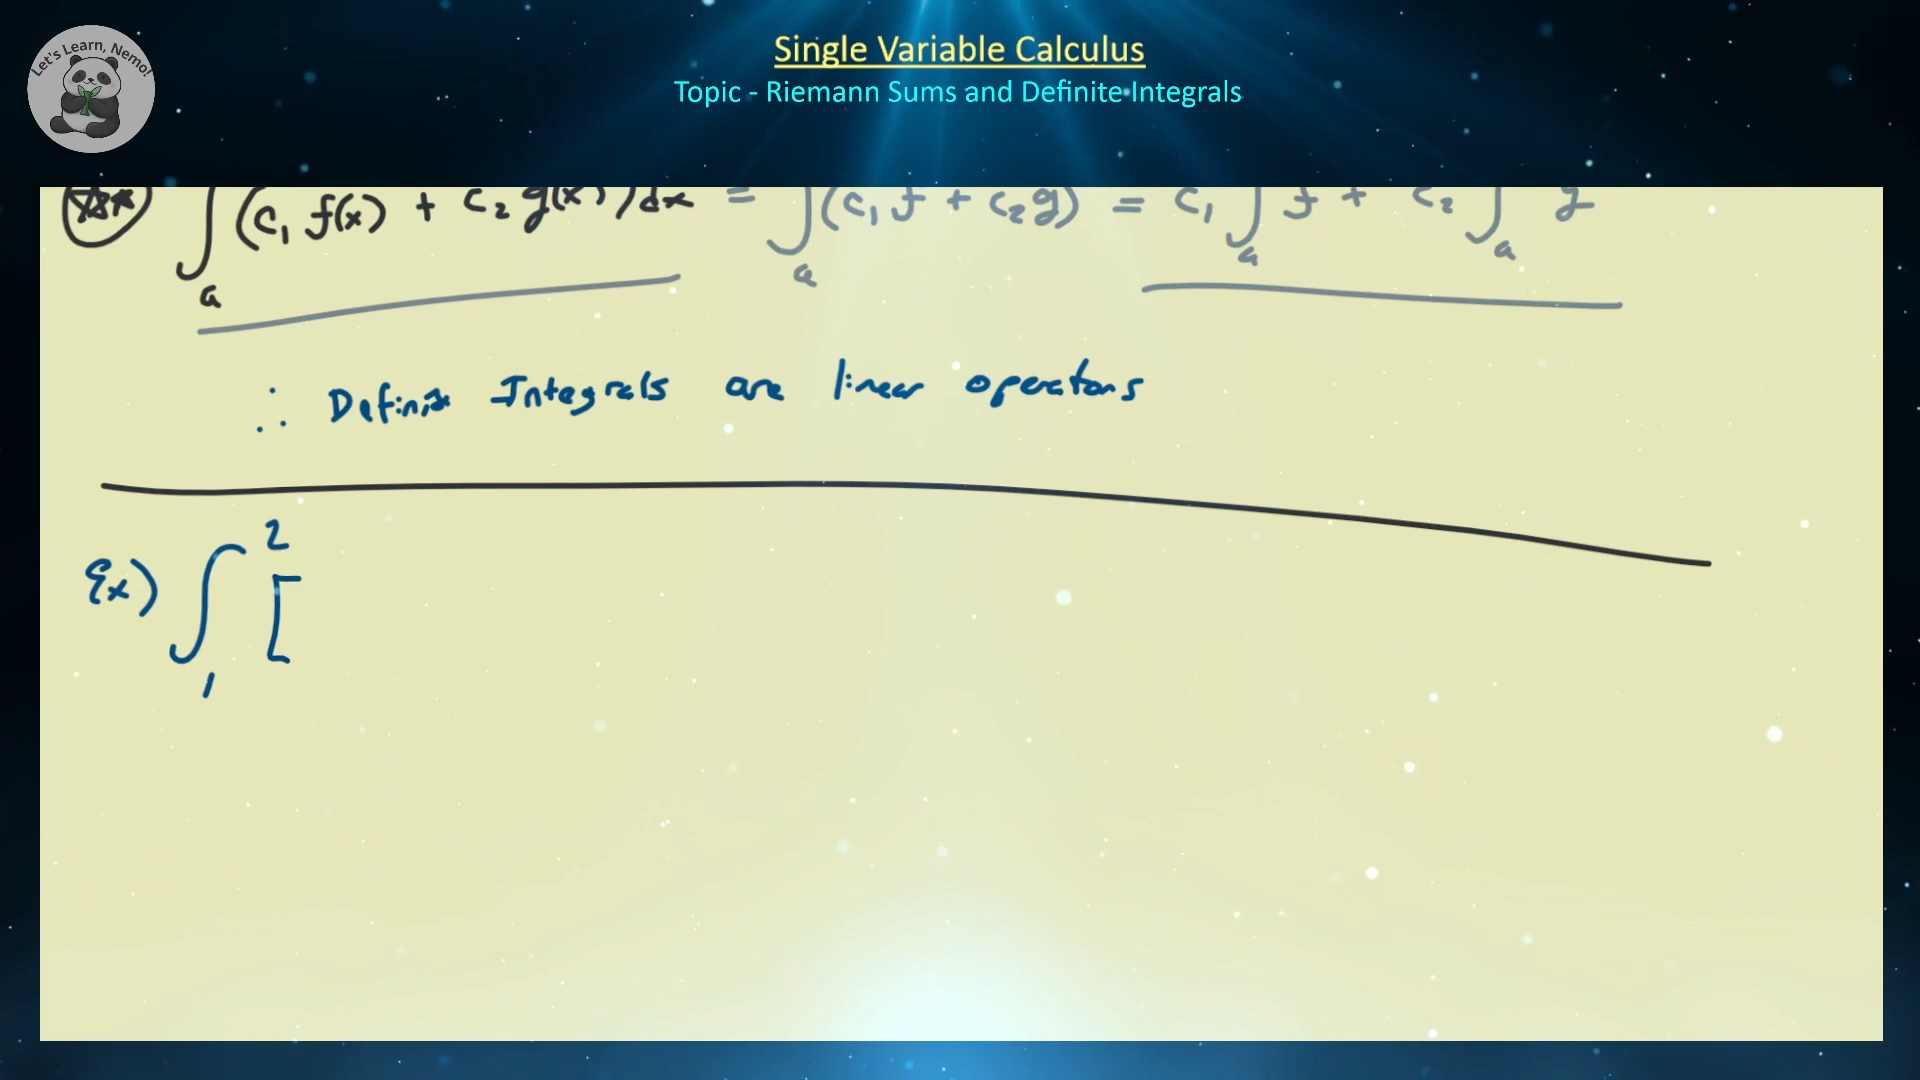 Let's Learn, Nemo!
Single Variable Calculus
Topic - Riemann Sums and Definite Integrals
∫ₐ (c₁ f(x) + c₂ g(x)) dx = ∫ₐ (c₁ f + c₂ g) = c₁ ∫ₐ f + c₂ ∫ₐ g
∴ Definite Integrals are linear operators
Ex) ∫₁² [